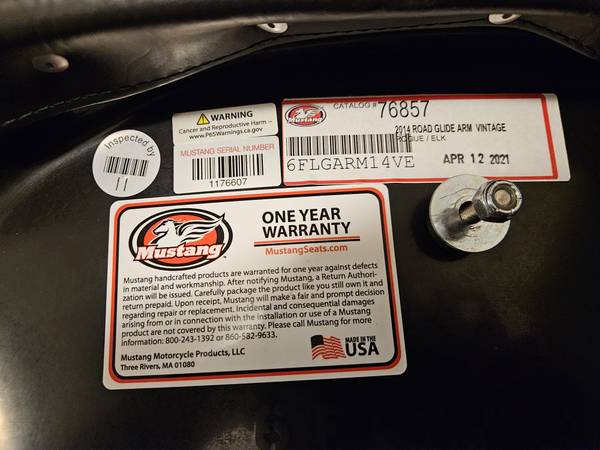 CATALOG # 76857
Mustang
2014 ROAD GLIDE ARM VINTAGE
ROGUE / ELK
6FLGARM14VE
APR 12 2021
WARNING
Cancer and Reproductive Harm –
www.P65Warnings.ca.gov
MUSTANG SERIAL NUMBER
1176607
Inspected by
11
Mustang
ONE YEAR
WARRANTY
MustangSeats.com
Mustang handcrafted products are warranted for one year against defects
in material and workmanship. After notifying Mustang, a Return Authori-
zation will be issued. Carefully package the product like you still own it and
return prepaid. Upon receipt, Mustang will make a fair and prompt decision
regarding repair or replacement. Incidental and consequential damages
arising from or in connection with the installation or use of a Mustang
product are not covered by this warranty. Please call Mustang for more
information: 800-243-1392 or 860-582-9633.
Mustang Motorcycle Products, LLC
Three Rivers, MA 01080
MADE IN THE
USA